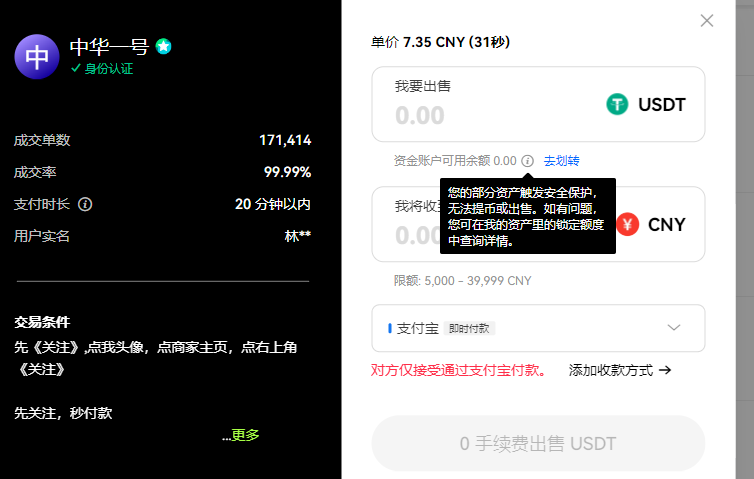 中
中华一号
身份认证
成交单数 171,414
成交率 99.99%
支付时长 20 分钟以内
用户实名 林**
交易条件
先《关注》,点我头像，点商家主页，点右上角
《关注》
先关注，秒付款
...更多
单价 7.35 CNY (31秒)
我要出售
0.00 USDT
资金账户可用余额 0.00 去划转
您的部分资产触发安全保护，
无法提币或出售。如有问题，
您可在我的资产里的锁定额度
中查询详情。
我将收到
0.00 CNY
限额: 5,000 – 39,999 CNY
支付宝 即时付款
对方仅接受通过支付宝付款。 添加收款方式
0 手续费出售 USDT